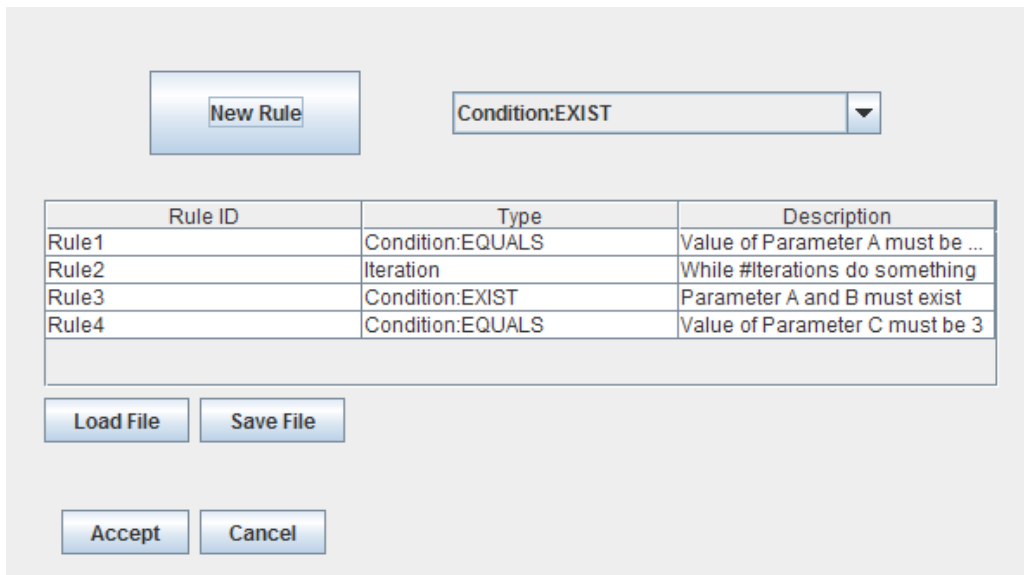 New Rule Condition:EXIST
Rule ID Type Description
Rule1 Condition:EQUALS Value of Parameter A must be ...
Rule2 Iteration While #Iterations do something
Rule3 Condition:EXIST Parameter A and B must exist
Rule4 Condition:EQUALS Value of Parameter C must be 3
Load File Save File
Accept Cancel